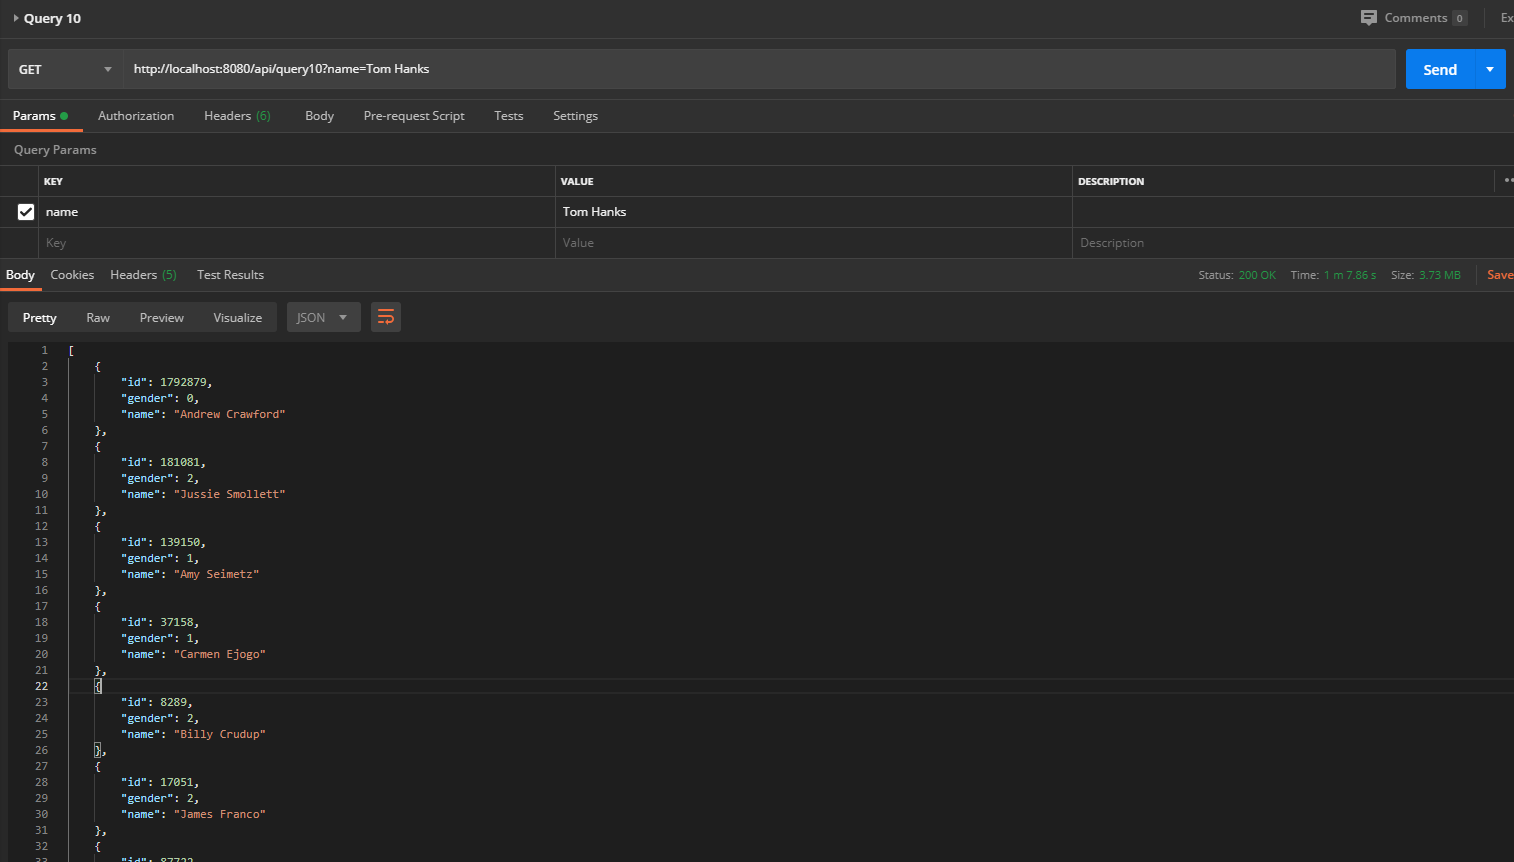 Query 10
Comments 0
Ex
GET http://localhost:8080/api/query10?name=Tom Hanks Send
Params Authorization Headers (6) Body Pre-request Script Tests Settings
Query Params
KEY VALUE DESCRIPTION
name Tom Hanks
Key Value Description
Body Cookies Headers (5) Test Results Status: 200 OK Time: 1 m 7.86 s Size: 3.73 MB Save
Pretty Raw Preview Visualize JSON
1 [
2 {
3 "id": 1792879,
4 "gender": 0,
5 "name": "Andrew Crawford"
6 },
7 {
8 "id": 181081,
9 "gender": 2,
10 "name": "Jussie Smollett"
11 },
12 {
13 "id": 139150,
14 "gender": 1,
15 "name": "Amy Seimetz"
16 },
17 {
18 "id": 37158,
19 "gender": 1,
20 "name": "Carmen Ejogo"
21 },
22 {
23 "id": 8289,
24 "gender": 2,
25 "name": "Billy Crudup"
26 },
27 {
28 "id": 17051,
29 "gender": 2,
30 "name": "James Franco"
31 },
32 {
33 "id": 87722